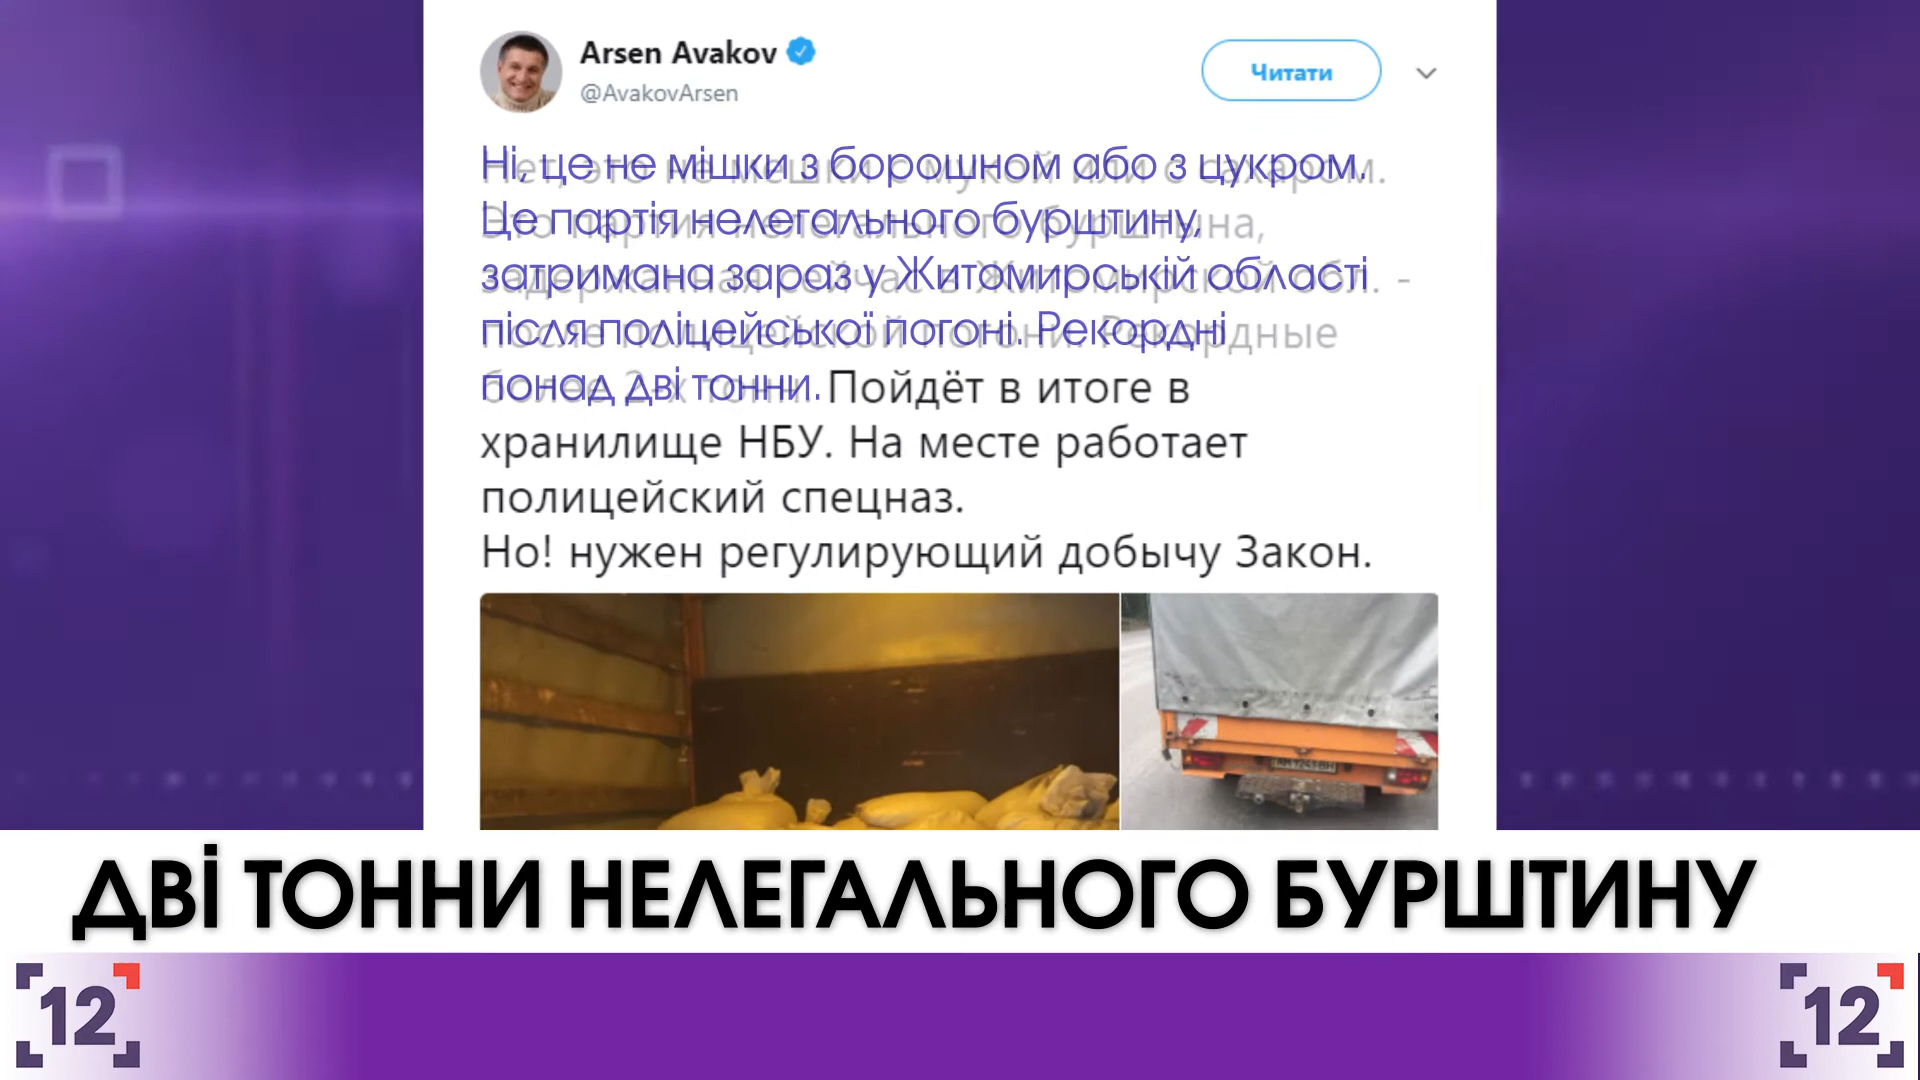 Arsen Avakov
@AvakovArsen
Читати
Ні, це не мішки з борошном або з цукром.
Це партія нелегального бурштину,
затримана зараз у Житомирській області
після поліцейської погоні. Рекордні
понад дві тонни. Пойдёт в итоге в
хранилище НБУ. На месте работает
полицейский спецназ.
Но! нужен регулирующий добычу Закон.
ДВІ ТОННИ НЕЛЕГАЛЬНОГО БУРШТИНУ
12
12